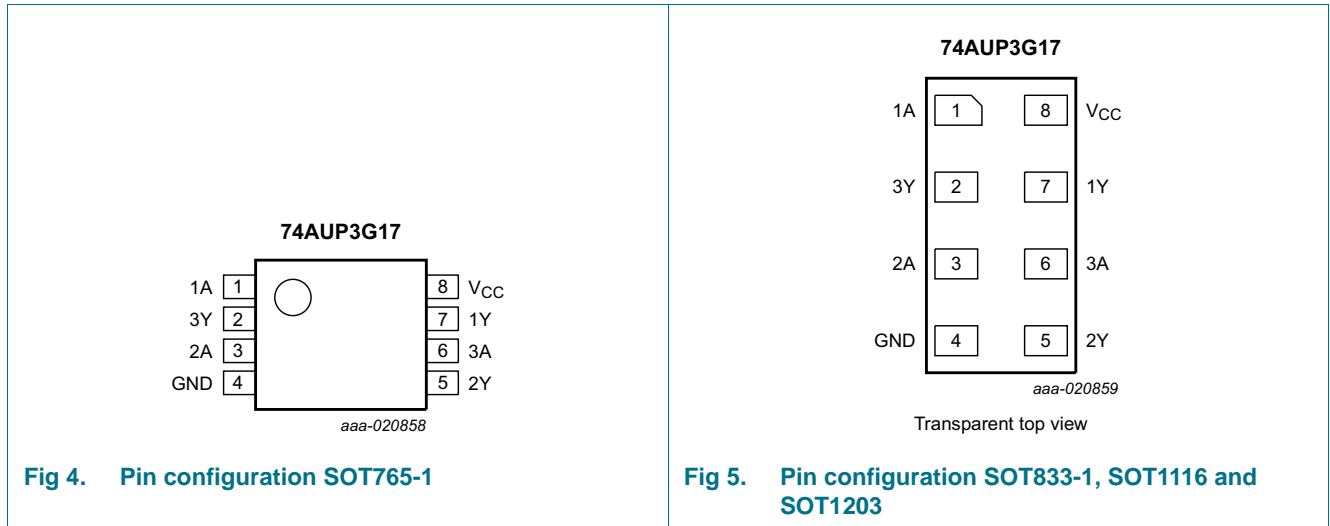 74AUP3G17
1A 1 8 VCC
3Y 2 7 1Y
2A 3 6 3A
GND 4 5 2Y
aaa-020858
Fig 4. Pin configuration SOT765-1
74AUP3G17
1A 1 8 VCC
3Y 2 7 1Y
2A 3 6 3A
GND 4 5 2Y
aaa-020859
Transparent top view
Fig 5. Pin configuration SOT833-1, SOT1116 and
SOT1203